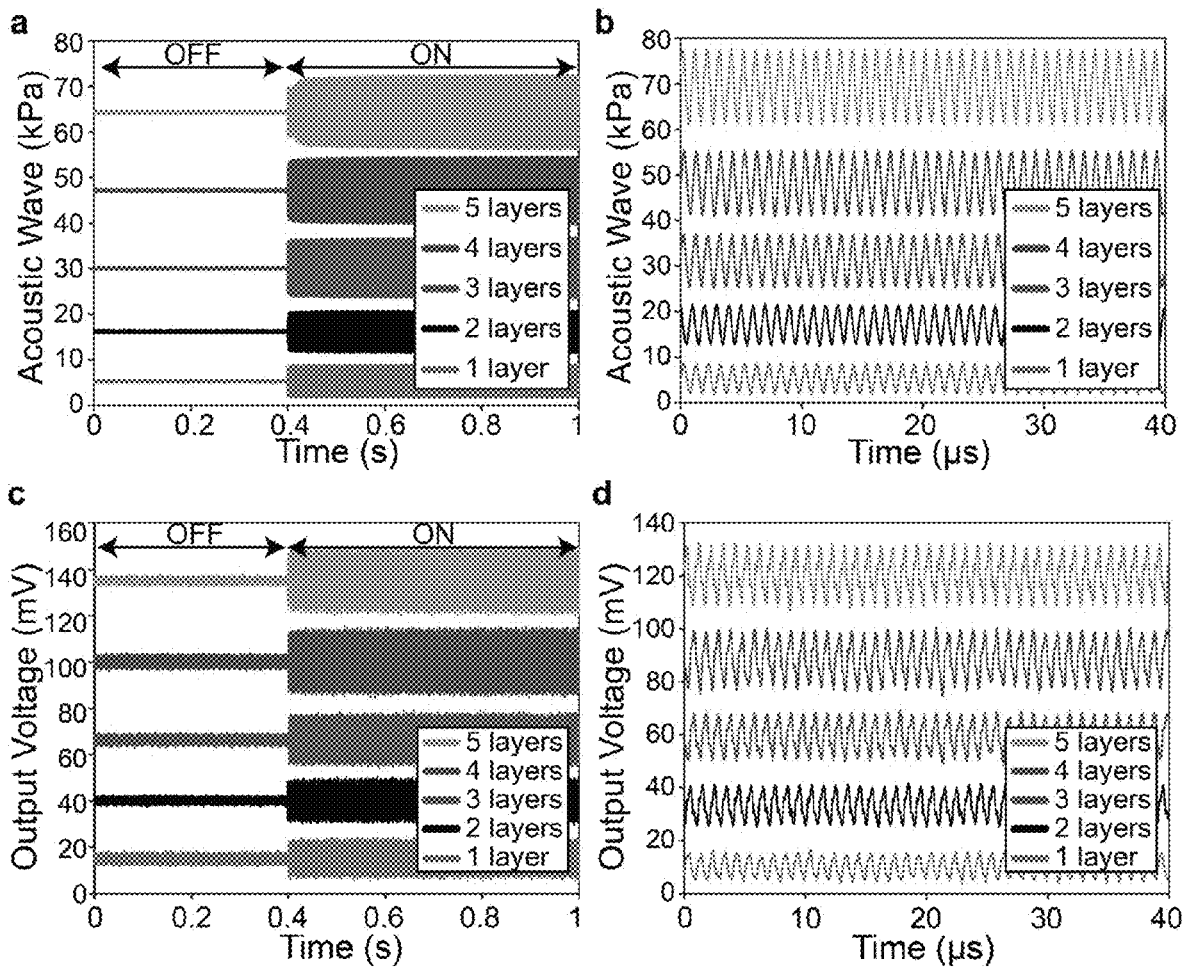 a
OFF
ON
80
70
60
50
40
30
20
10
0
Acoustic Wave (kPa)
5 layers
4 layers
3 layers
2 layers
1 layer
0
0.2
0.4
0.6
0.8
1
Time (s)
b
80
70
60
50
40
30
20
10
0
Acoustic Wave (kPa)
5 layers
4 layers
3 layers
2 layers
1 layer
0
10
20
30
40
Time (µs)
c
OFF
ON
160
140
120
100
80
60
40
20
0
Output Voltage (mV)
5 layers
4 layers
3 layers
2 layers
1 layer
0
0.2
0.4
0.6
0.8
1
Time (s)
d
140
120
100
80
60
40
20
0
Output Voltage (mV)
5 layers
4 layers
3 layers
2 layers
1 layer
0
10
20
30
40
Time (µs)